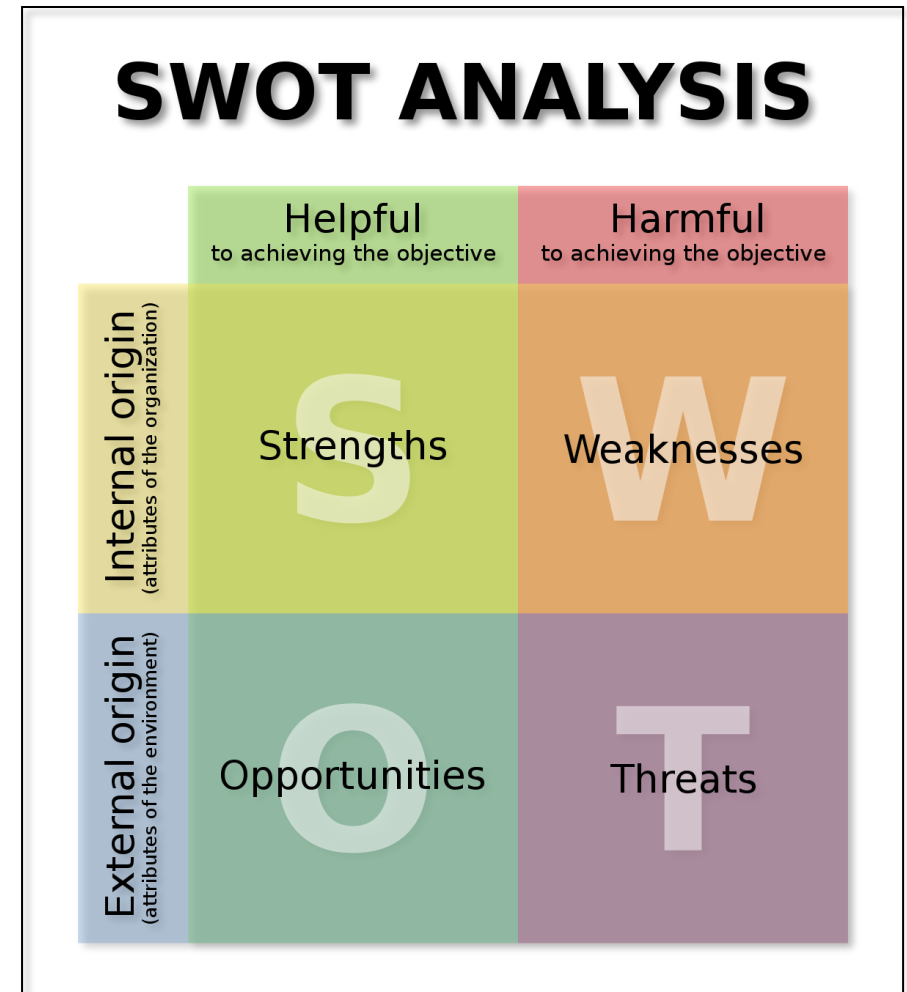 SWOT ANALYSIS
Helpful
to achieving the objective
Harmful
to achieving the objective
Internal origin
(attributes of the organization)
S
Strengths
W
Weaknesses
External origin
(attributes of the environment)
O
Opportunities
T
Threats